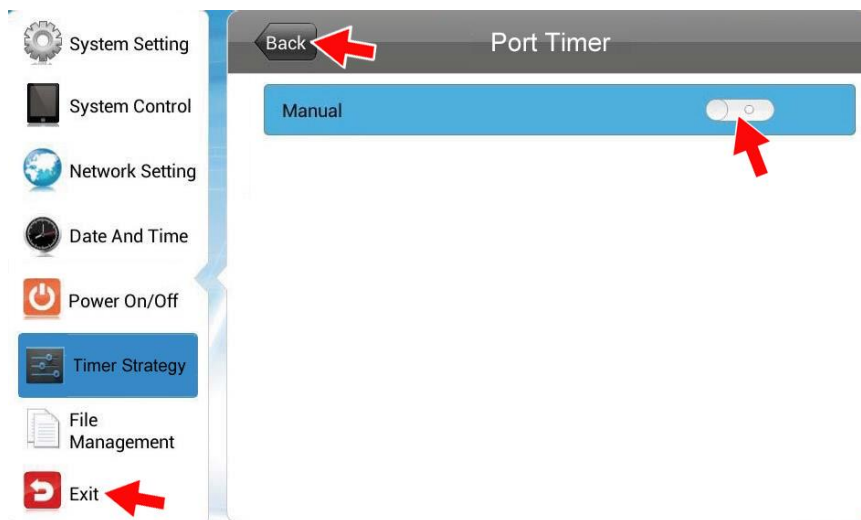 System Setting
Back
Port Timer
System Control
Manual
Network Setting
Date And Time
Power On/Off
Timer Strategy
File
Management
Exit